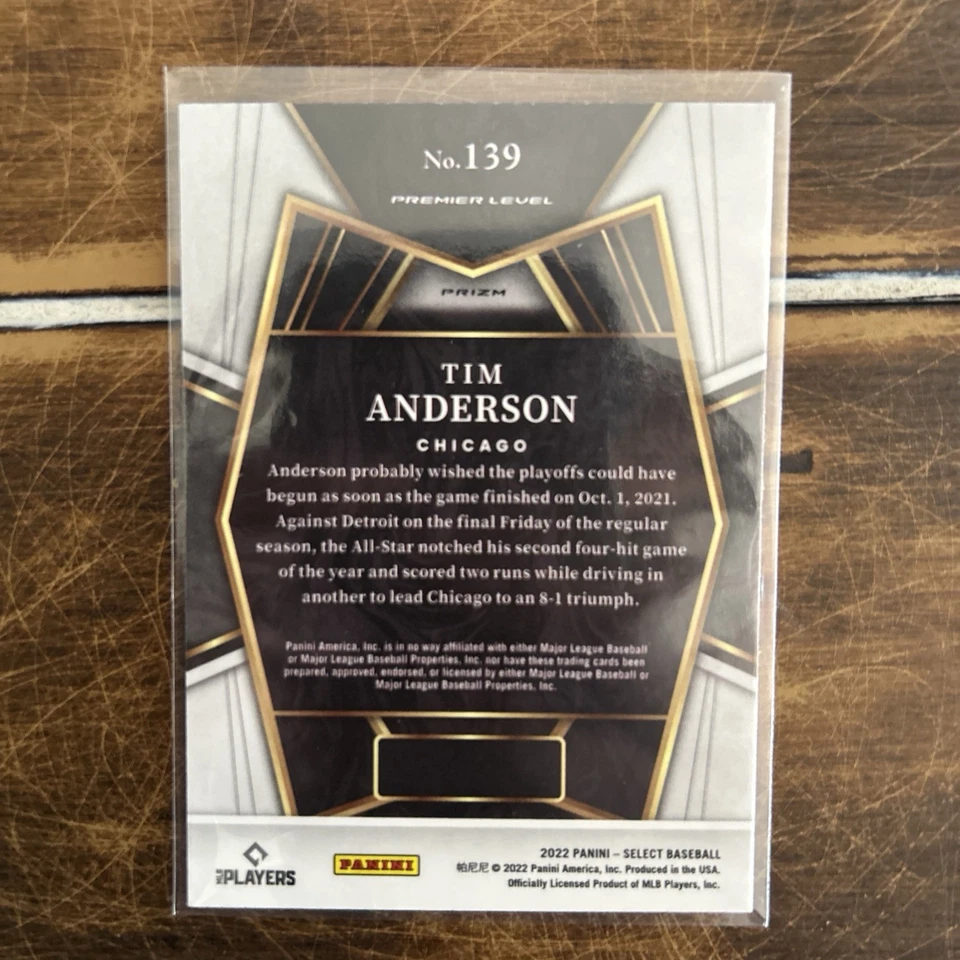 No.139
PREMIER LEVEL
PRIZM
TIM
ANDERSON
CHICAGO
Anderson probably wished the playoffs could have
begun as soon as the game finished on Oct. 1, 2021.
Against Detroit on the final Friday of the regular
season, the All-Star notched his second four-hit game
of the year and scored two runs while driving in
another to lead Chicago to an 8-1 triumph.
Panini America, Inc. is in no way affiliated with either Major League Baseball
or Major League Baseball Properties, Inc. nor have these trading cards been
prepared, approved, endorsed, or licensed by either Major League Baseball or
Major League Baseball Properties, Inc.
MLB PLAYERS
PANINI
2022 PANINI – SELECT BASEBALL
帕尼尼 © 2022 Panini America, Inc. Produced in the USA.
Officially Licensed Product of MLB Players, Inc.